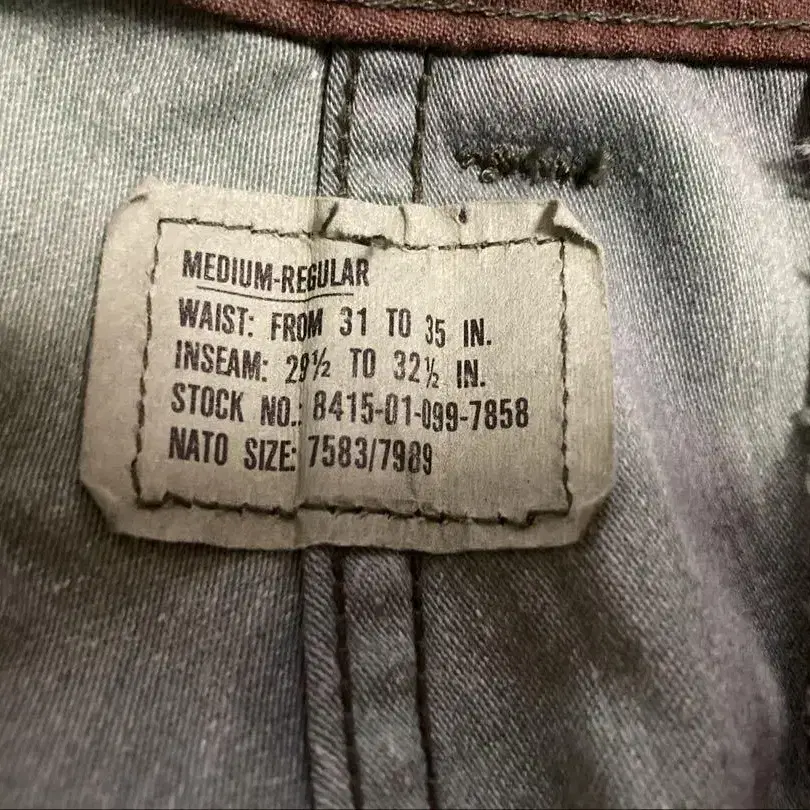 MEDIUM-REGULAR
WAIST: FROM 31 TO 35 IN.
INSEAM: 29½ TO 32½ IN.
STOCK NO.: 8415-01-099-7858
NATO SIZE: 7583/7989